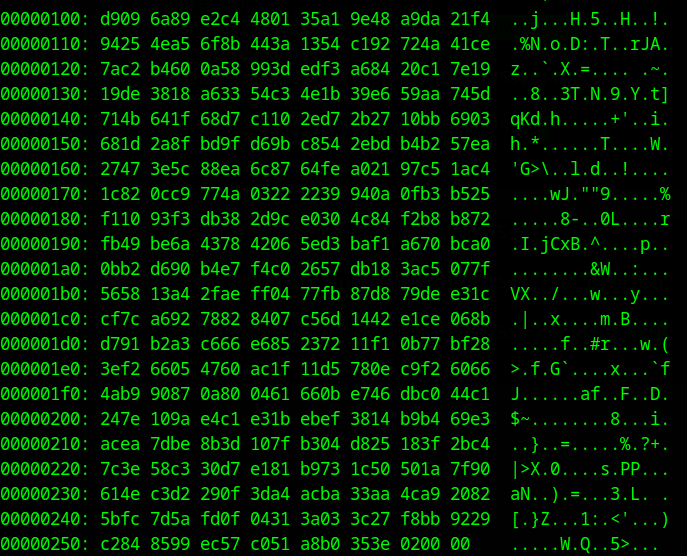 00000100: d909 6a89 e2c4 4801 35a1 9e48 a9da 21f4  ..j...H.5..H..!.
00000110: 9425 4ea5 6f8b 443a 1354 c192 724a 41ce  .%N.o.D:.T..rJA.
00000120: 7ac2 b460 0a58 993d edf3 a684 20c1 7e19  z..`.X.=.... .~.
00000130: 19de 3818 a633 54c3 4e1b 39e6 59aa 745d  ..8..3T.N.9.Y.t]
00000140: 714b 641f 68d7 c110 2ed7 2b27 10bb 6903  qKd.h.....+'..i.
00000150: 681d 2a8f bd9f d69b c854 2ebd b4b2 57ea  h.*......T....W.
00000160: 2747 3e5c 88ea 6c87 64fe a021 97c5 1ac4  'G>\..l.d..!....
00000170: 1c82 0cc9 774a 0322 2239 940a 0fb3 b525  ....wJ.""9.....%
00000180: f110 93f3 db38 2d9c e030 4c84 f2b8 b872  .....8-..0L....r
00000190: fb49 be6a 4378 4206 5ed3 baf1 a670 bca0  .I.jCxB.^....p..
000001a0: 0bb2 d690 b4e7 f4c0 2657 db18 3ac5 077f  ........&W..:...
000001b0: 5658 13a4 2fae ff04 77fb 87d8 79de e31c  VX../...w...y...
000001c0: cf7c a692 7882 8407 c56d 1442 e1ce 068b  .|..x....m.B....
000001d0: d791 b2a3 c666 e685 2372 11f1 0b77 bf28  .....f..#r...w.(
000001e0: 3ef2 6605 4760 ac1f 11d5 780e c9f2 6066  >.f.G`....x...`f
000001f0: 4ab9 9087 0a80 0461 660b e746 dbc0 44c1  J......af..F..D.
00000200: 247e 109a e4c1 e31b ebef 3814 b9b4 69e3  $~........8...i.
00000210: acea 7dbe 8b3d 107f b304 d825 183f 2bc4  ..}..=.....%.?+.
00000220: 7c3e 58c3 30d7 e181 b973 1c50 501a 7f90  |>X.0....s.PP...
00000230: 614e c3d2 290f 3da4 acba 33aa 4ca9 2082  aN..).=...3.L. .
00000240: 5bfc 7d5a fd0f 0431 3a03 3c27 f8bb 9229  [.}Z...1:.<'...)
00000250: c284 8599 ec57 c051 a8b0 353e 0200 00  .....W.Q..5>...